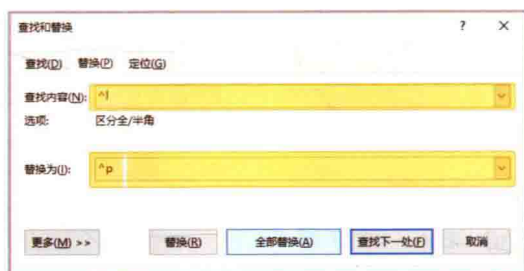 查找和替换 ? ×
查找(D) 替换(P) 定位(G)
查找内容(N): ^l
选项: 区分全/半角
替换为(I): ^p
更多(M) >> 替换(R) 全部替换(A) 查找下一处(F) 取消